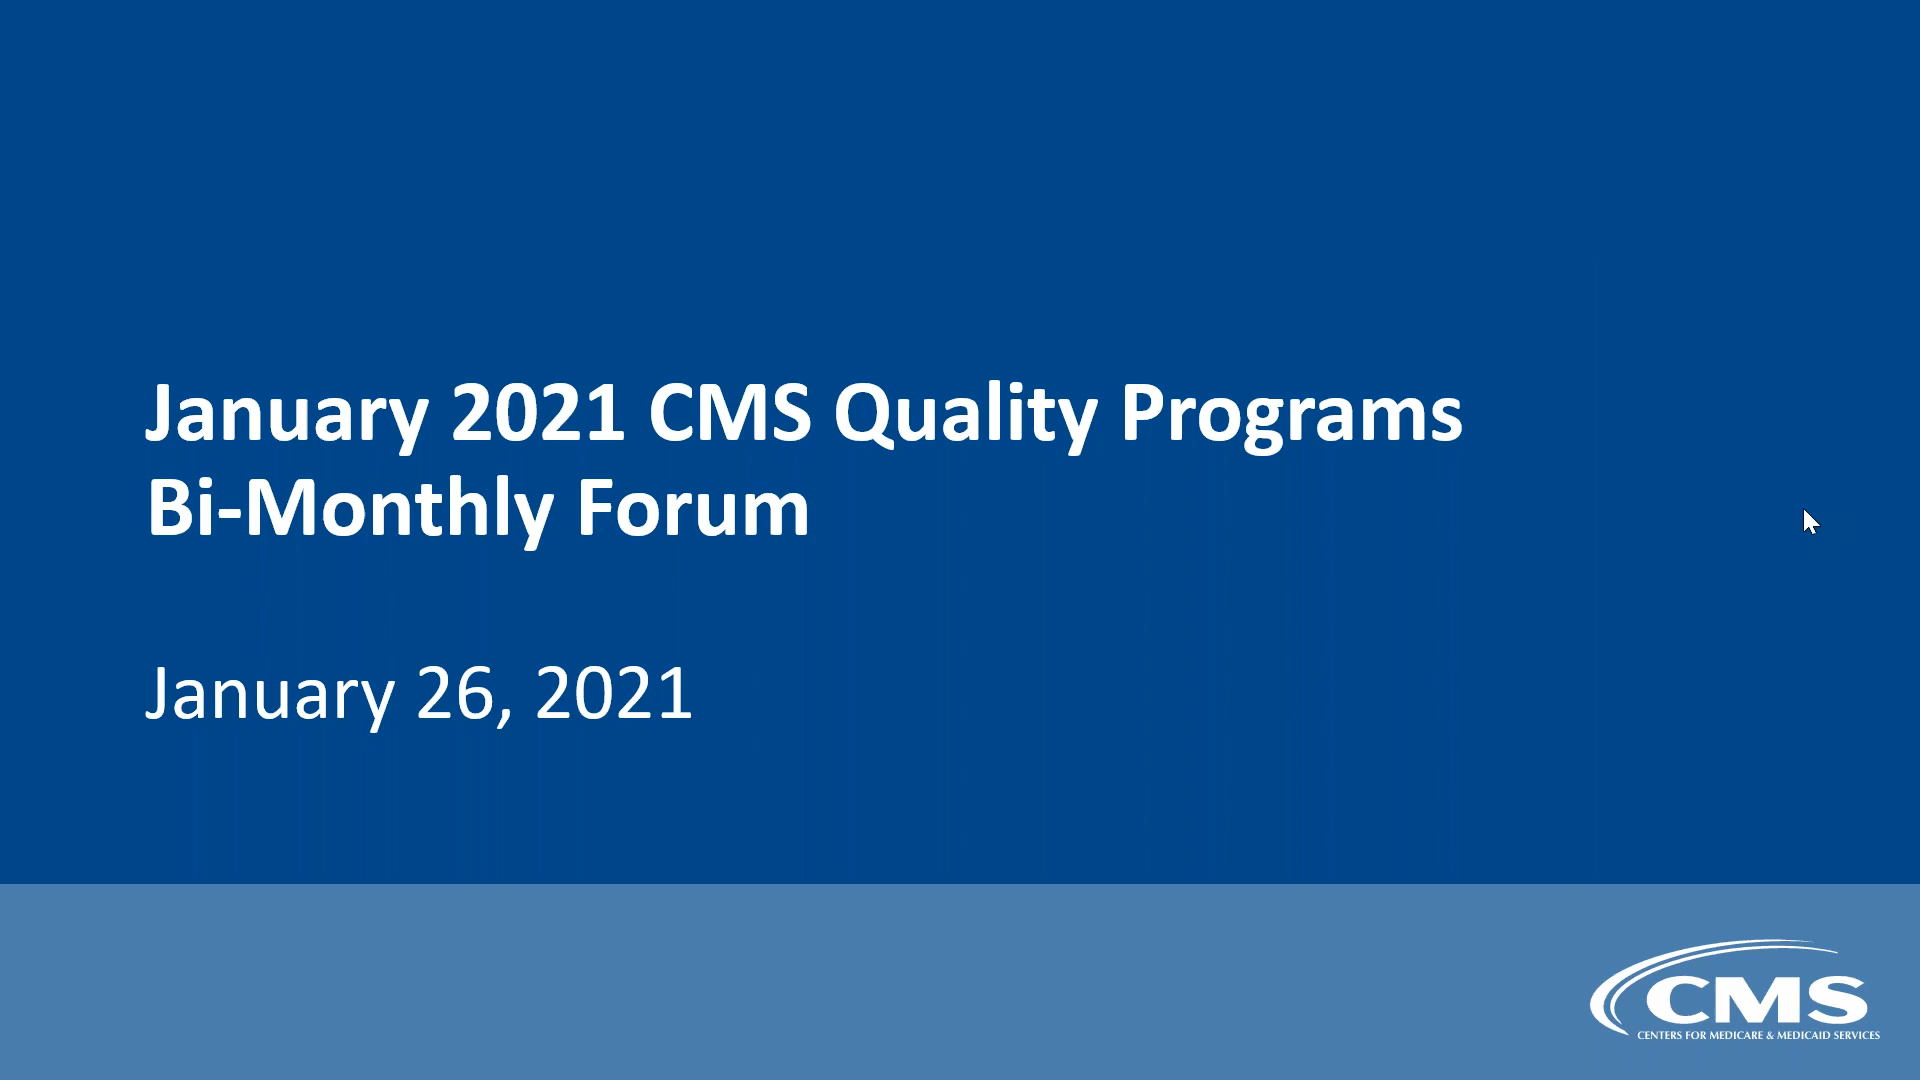 January 2021 CMS Quality Programs
Bi-Monthly Forum
January 26, 2021
CMS
CENTERS FOR MEDICARE & MEDICAID SERVICES